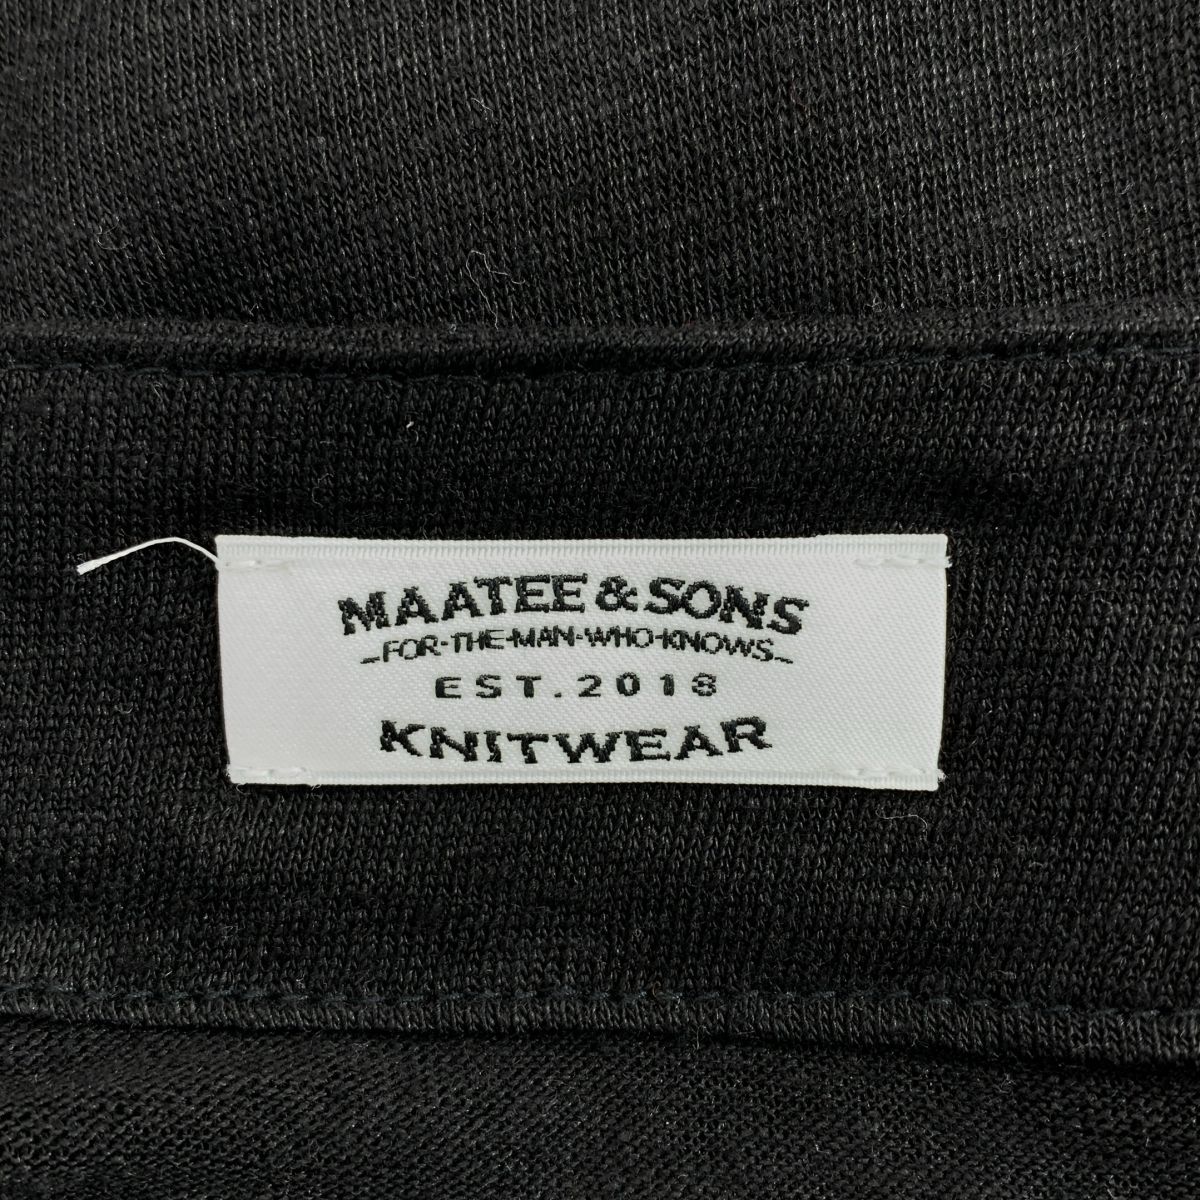 MAATEE & SONS
-FOR-THE-MAN-WHO-KNOWS-
EST.2018
KNITWEAR